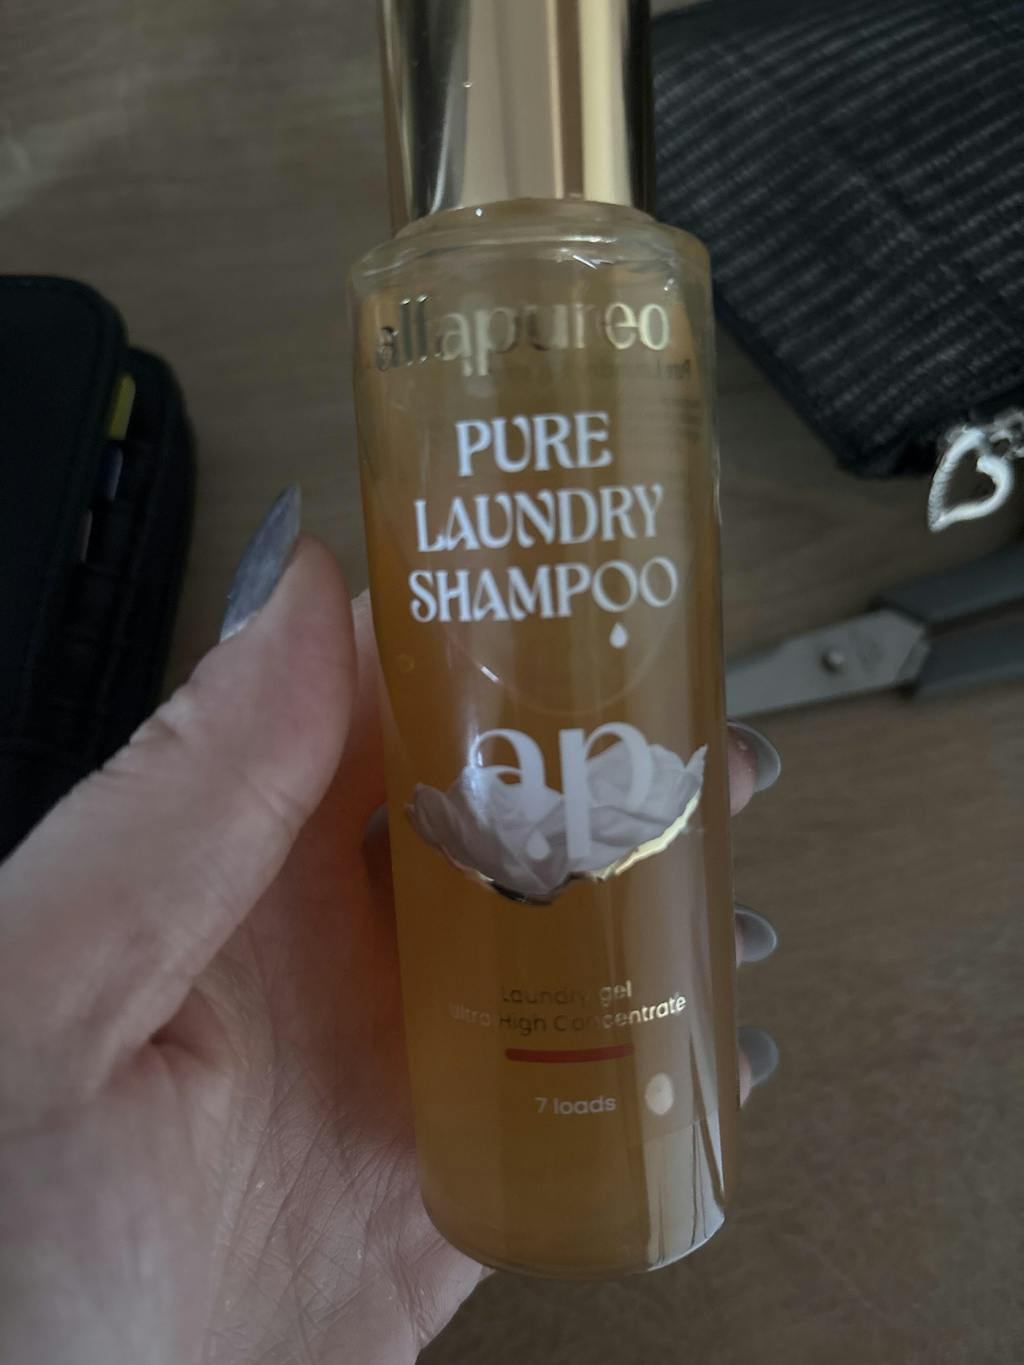 allapureo
PURE
LAUNDRY
SHAMPOO
ap
Laundry gel
Ultra High Concentrate
7 loads